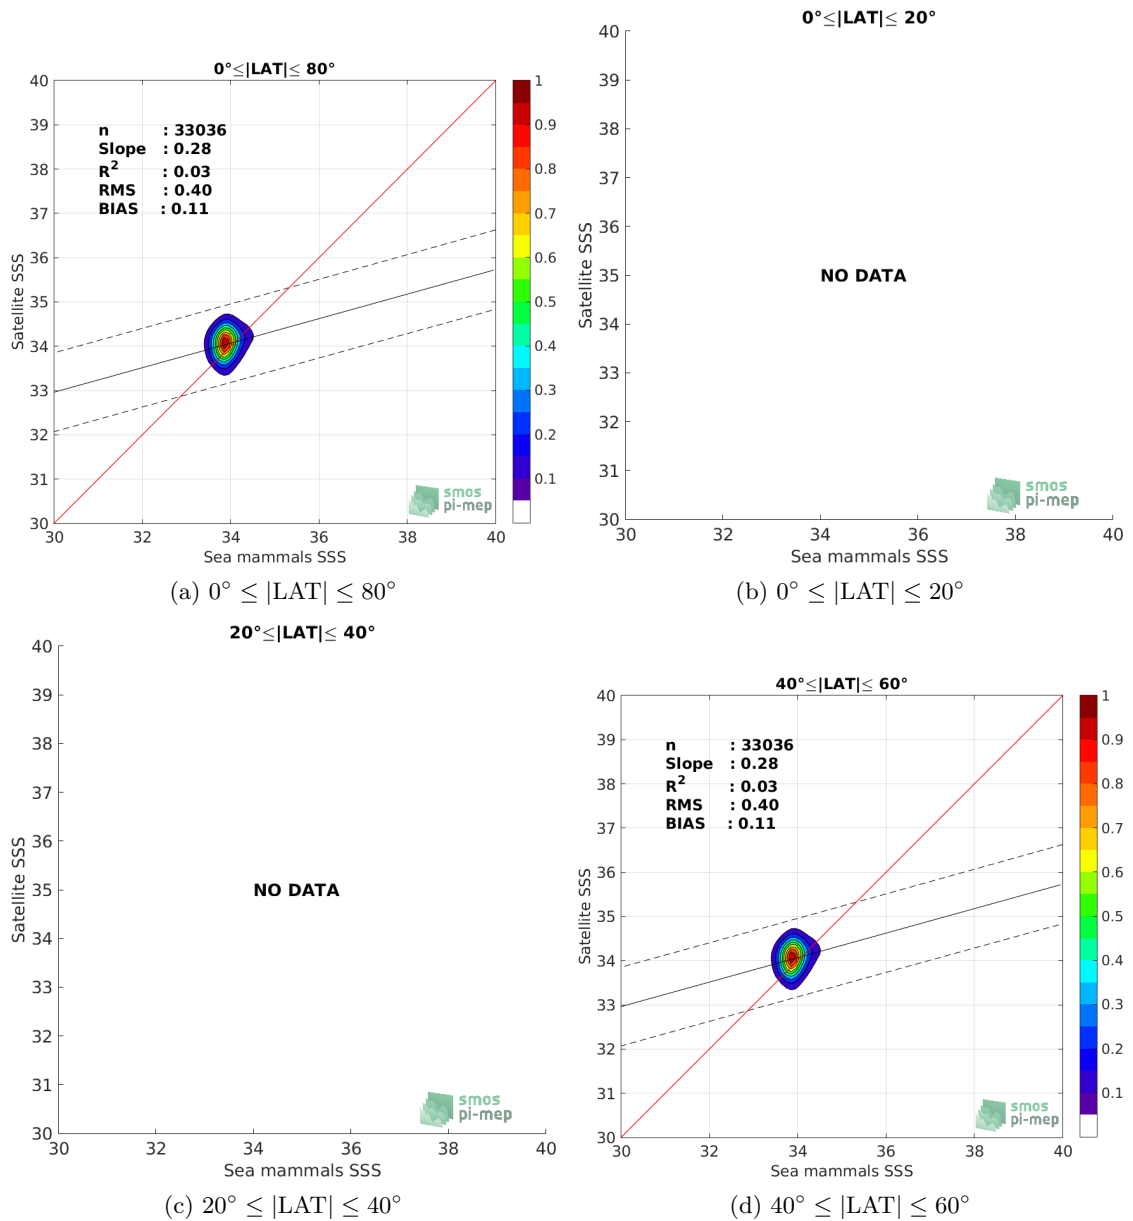 0°≤|LAT|≤ 80°
40
39
38
37
36
35
34
33
32
31
30
Satellite SSS
n : 33036
Slope : 0.28
R² : 0.03
RMS : 0.40
BIAS : 0.11
smos
pi-mep
30 32 34 36 38 40
Sea mammals SSS
1
0.9
0.8
0.7
0.6
0.5
0.4
0.3
0.2
0.1
(a) 0° ≤ |LAT| ≤ 80°
0°≤|LAT|≤ 20°
40
39
38
37
36
35
34
33
32
31
30
Satellite SSS
NO DATA
smos
pi-mep
30 32 34 36 38 40
Sea mammals SSS
(b) 0° ≤ |LAT| ≤ 20°
20°≤|LAT|≤ 40°
40
39
38
37
36
35
34
33
32
31
30
Satellite SSS
NO DATA
smos
pi-mep
30 32 34 36 38 40
Sea mammals SSS
(c) 20° ≤ |LAT| ≤ 40°
40°≤|LAT|≤ 60°
40
39
38
37
36
35
34
33
32
31
30
Satellite SSS
n : 33036
Slope : 0.28
R² : 0.03
RMS : 0.40
BIAS : 0.11
smos
pi-mep
30 32 34 36 38 40
Sea mammals SSS
1
0.9
0.8
0.7
0.6
0.5
0.4
0.3
0.2
0.1
(d) 40° ≤ |LAT| ≤ 60°